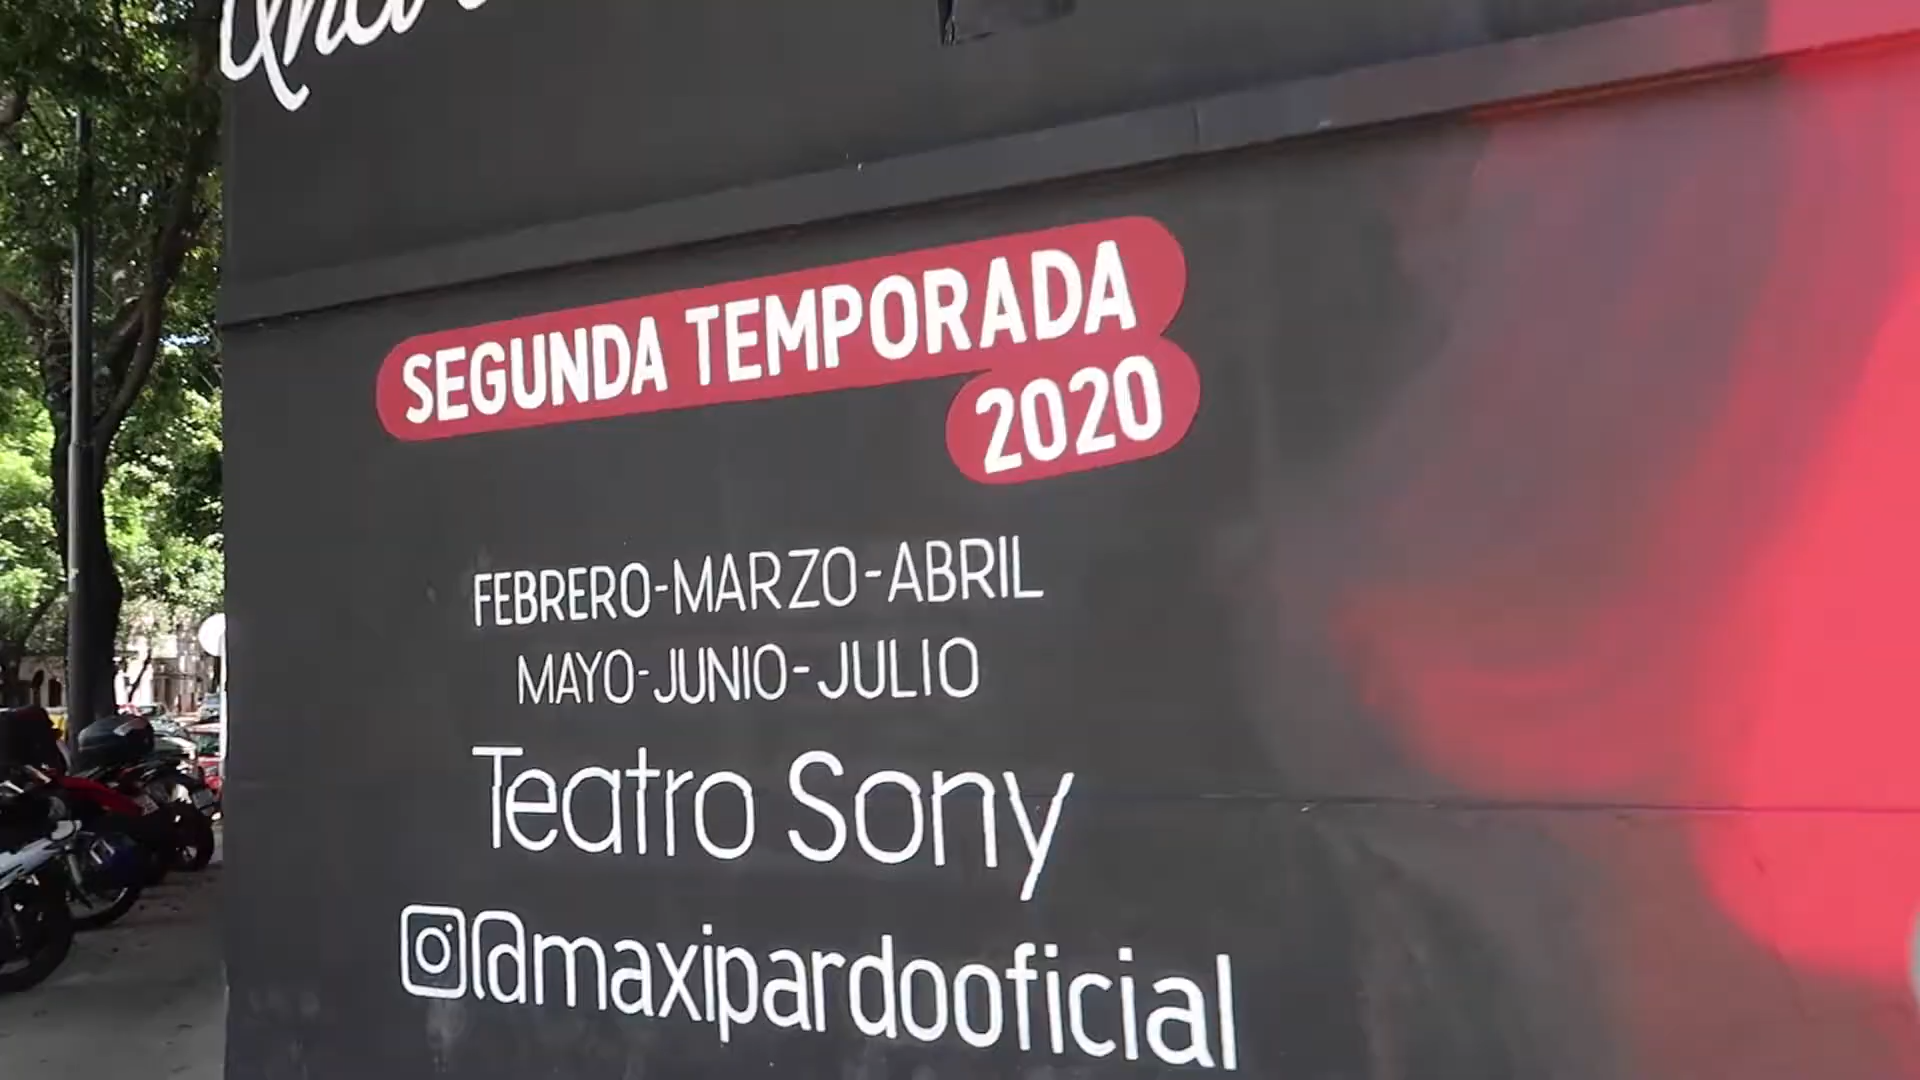 SEGUNDA TEMPORADA
2020
FEBRERO-MARZO-ABRIL
MAYO-JUNIO-JULIO
Teatro Sony
@maxipardooficial